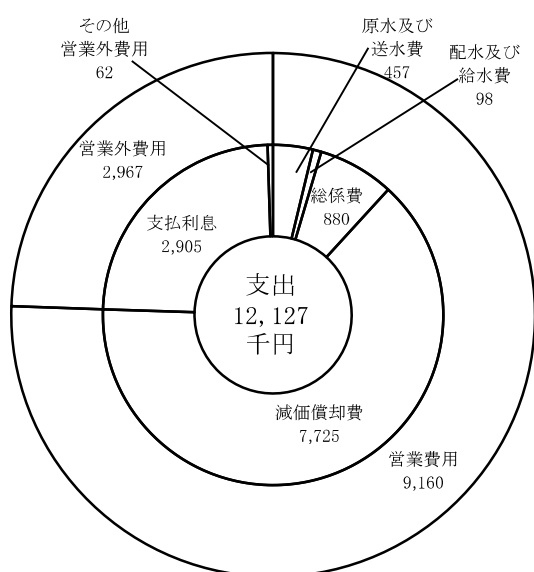 その他
営業外費用
62
原水及び
送水費
457
配水及び
給水費
98
営業外費用
2,967
総係費
880
支払利息
2,905
支出
12,127
千円
減価償却費
7,725
営業費用
9,160